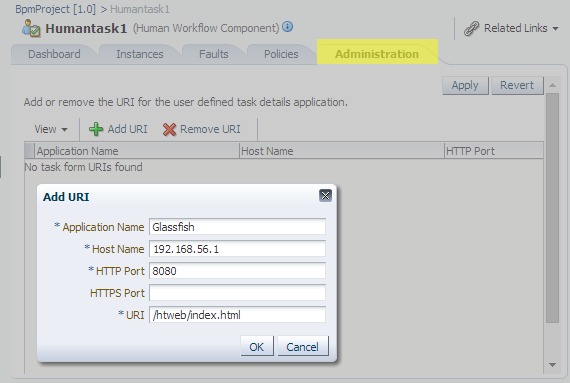 BpmProject [1.0] > Humantask1
Humantask1 (Human Workflow Component)
Related Links
Dashboard Instances Faults Policies Administration
Apply Revert
Add or remove the URI for the user defined task details application.
View Add URI Remove URI
Application Name Host Name HTTP Port
No task form URIs found
Add URI
* Application Name Glassfish
* Host Name 192.168.56.1
* HTTP Port 8080
HTTPS Port
* URI /htweb/index.html
OK Cancel